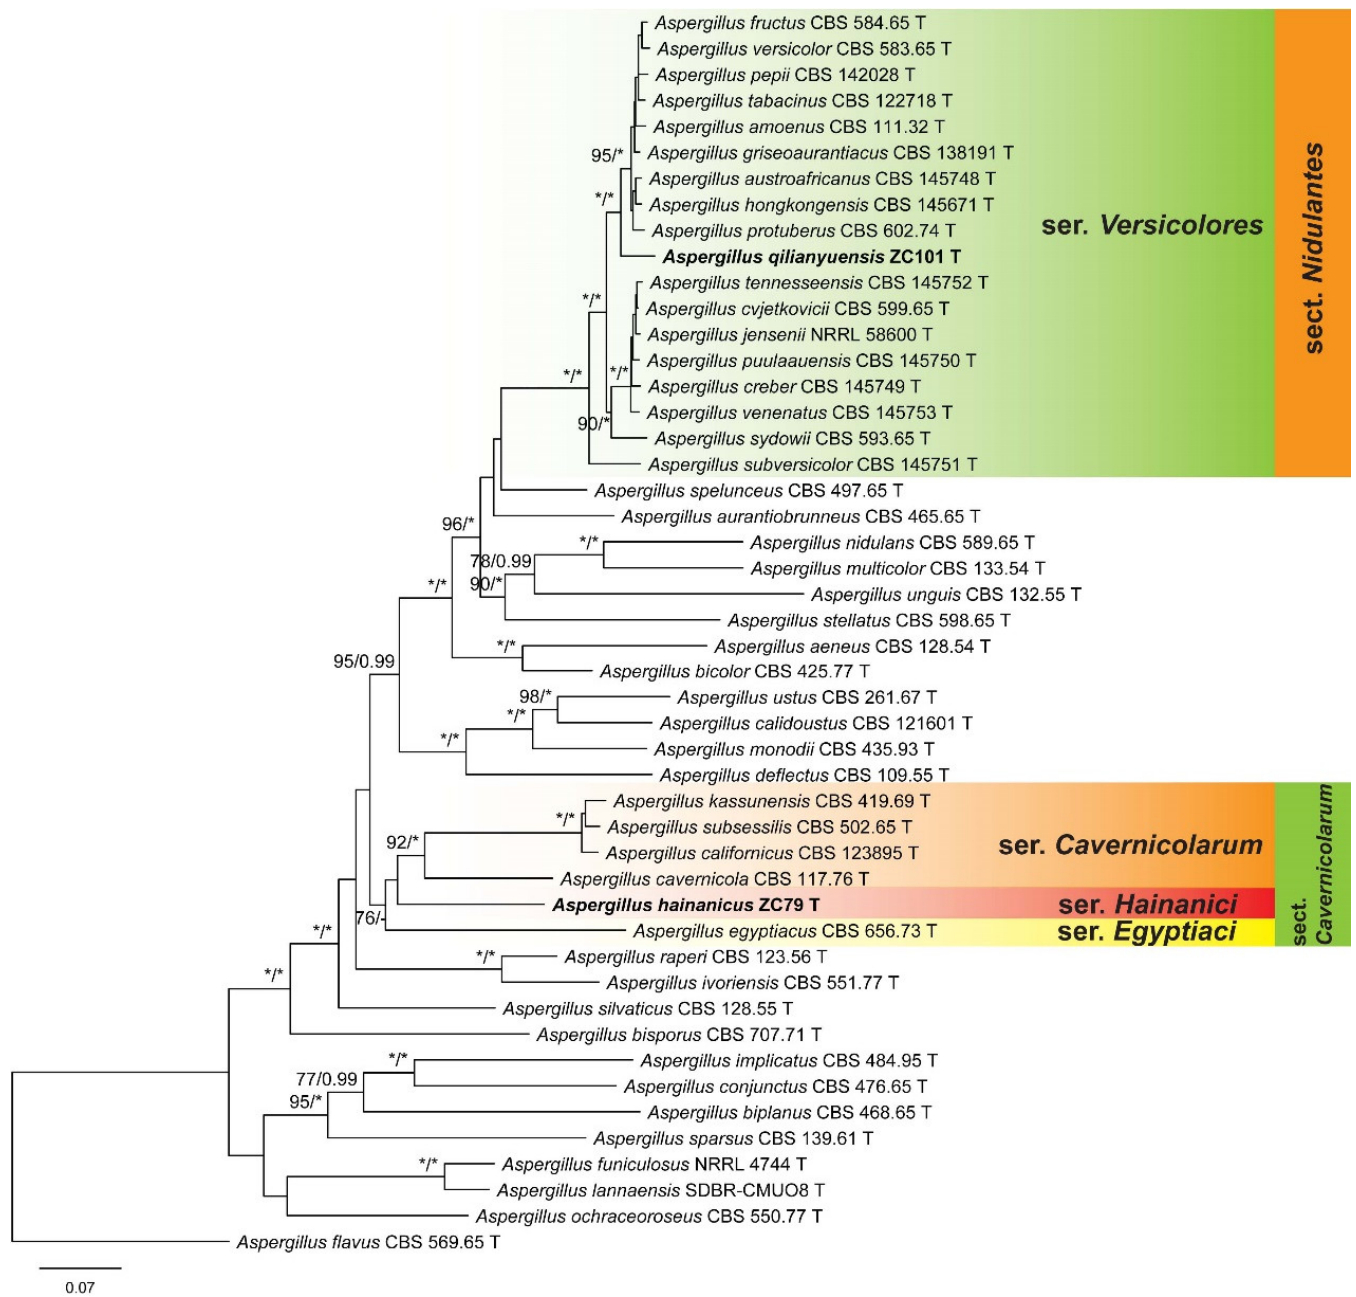 Aspergillus fructus CBS 584.65 T
Aspergillus versicolor CBS 583.65 T
Aspergillus pepii CBS 142028 T
Aspergillus tabacinus CBS 122718 T
Aspergillus amoenus CBS 111.32 T
95/*
Aspergillus griseoaurantiacus CBS 138191 T
Aspergillus austroafricanus CBS 145748 T
*/*
Aspergillus hongkongensis CBS 145671 T
Aspergillus protuberus CBS 602.74 T
ser. Versicolores
sect. Nidulantes
Aspergillus qilianyuensis ZC101 T
Aspergillus tennesseensis CBS 145752 T
*/*
Aspergillus cvjetkovicii CBS 599.65 T
Aspergillus jensenii NRRL 58600 T
Aspergillus puulaauensis CBS 145750 T
*/*
*/*
Aspergillus creber CBS 145749 T
Aspergillus venenatus CBS 145753 T
90/*
Aspergillus sydowii CBS 593.65 T
Aspergillus subversicolor CBS 145751 T
Aspergillus spelunceus CBS 497.65 T
Aspergillus aurantiobrunneus CBS 465.65 T
96/*
*/*
Aspergillus nidulans CBS 589.65 T
78/0.99
Aspergillus multicolor CBS 133.54 T
*/*
90/*
Aspergillus unguis CBS 132.55 T
Aspergillus stellatus CBS 598.65 T
*/*
Aspergillus aeneus CBS 128.54 T
95/0.99
Aspergillus bicolor CBS 425.77 T
98/*
Aspergillus ustus CBS 261.67 T
*/*
Aspergillus calidoustus CBS 121601 T
*/*
Aspergillus monodii CBS 435.93 T
Aspergillus deflectus CBS 109.55 T
Aspergillus kassunensis CBS 419.69 T
*/*
Aspergillus subsessilis CBS 502.65 T
92/*
Aspergillus californicus CBS 123895 T
ser. Cavernicolarum
sect.
Cavernicolarum
Aspergillus cavernicola CBS 117.76 T
Aspergillus hainanicus ZC79 T
ser. Hainanici
76/-
*/*
Aspergillus egyptiacus CBS 656.73 T
ser. Egyptiaci
*/*
Aspergillus raperi CBS 123.56 T
*/*
Aspergillus ivoriensis CBS 551.77 T
Aspergillus silvaticus CBS 128.55 T
Aspergillus bisporus CBS 707.71 T
*/*
Aspergillus implicatus CBS 484.95 T
77/0.99
Aspergillus conjunctus CBS 476.65 T
95/*
Aspergillus biplanus CBS 468.65 T
Aspergillus sparsus CBS 139.61 T
*/*
Aspergillus funiculosus NRRL 4744 T
Aspergillus lannaensis SDBR-CMUO8 T
Aspergillus ochraceoroseus CBS 550.77 T
Aspergillus flavus CBS 569.65 T
0.07